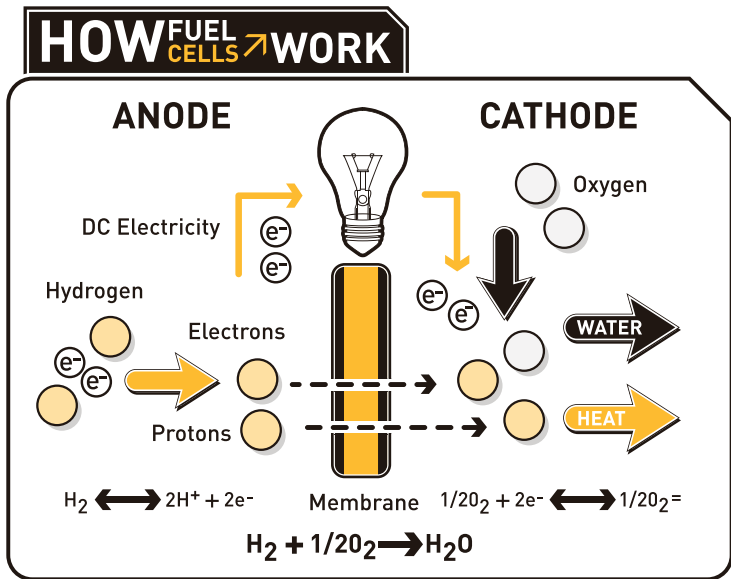 HOW FUEL CELLS WORK
ANODE
CATHODE
Oxygen
DC Electricity
e-
e-
Hydrogen
e-
e-
WATER
Electrons
e-
e-
HEAT
Protons
H2 2H+ + 2e-
Membrane
1/2O2 + 2e- 1/2O2=
H2 + 1/2O2 H2O